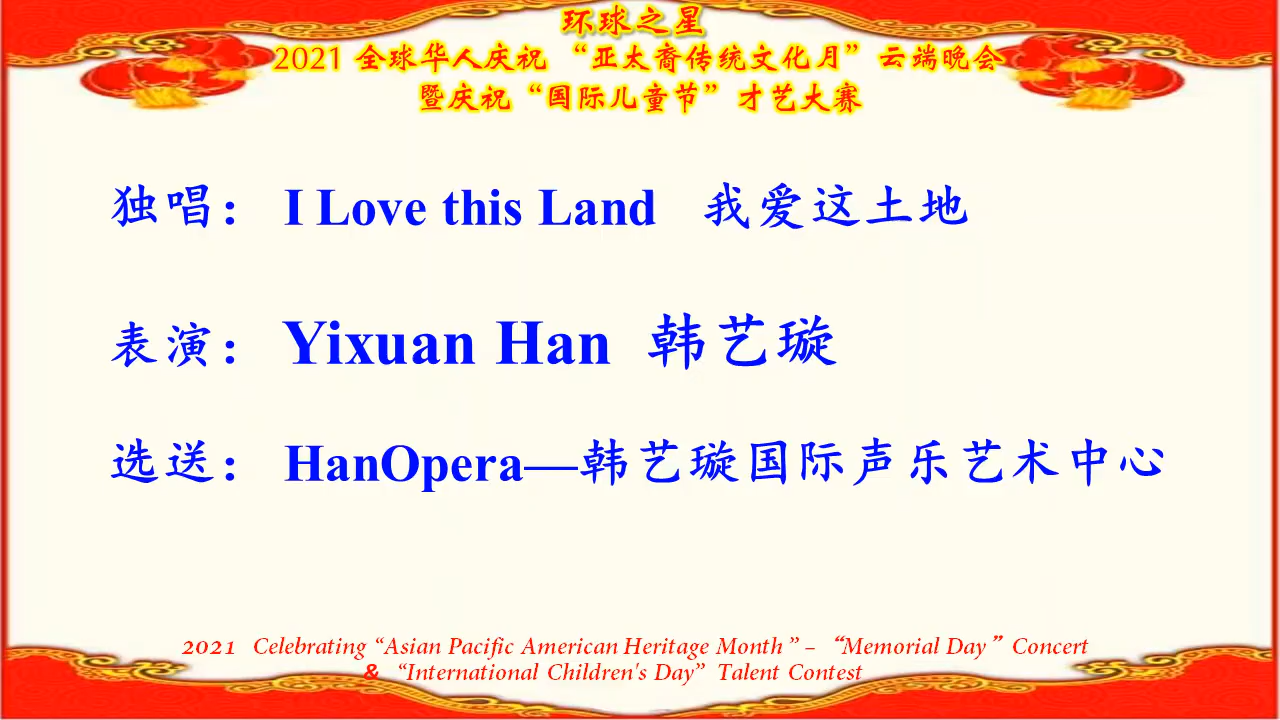 环球之星
2021 全球华人庆祝 “亚太裔传统文化月” 云端晚会
暨庆祝“国际儿童节”才艺大赛
独唱： I Love this Land 我爱这土地
表演： Yixuan Han 韩艺璇
选送： HanOpera—韩艺璇国际声乐艺术中心
2021 Celebrating “Asian Pacific American Heritage Month ” – “Memorial Day” Concert
& “International Children's Day” Talent Contest